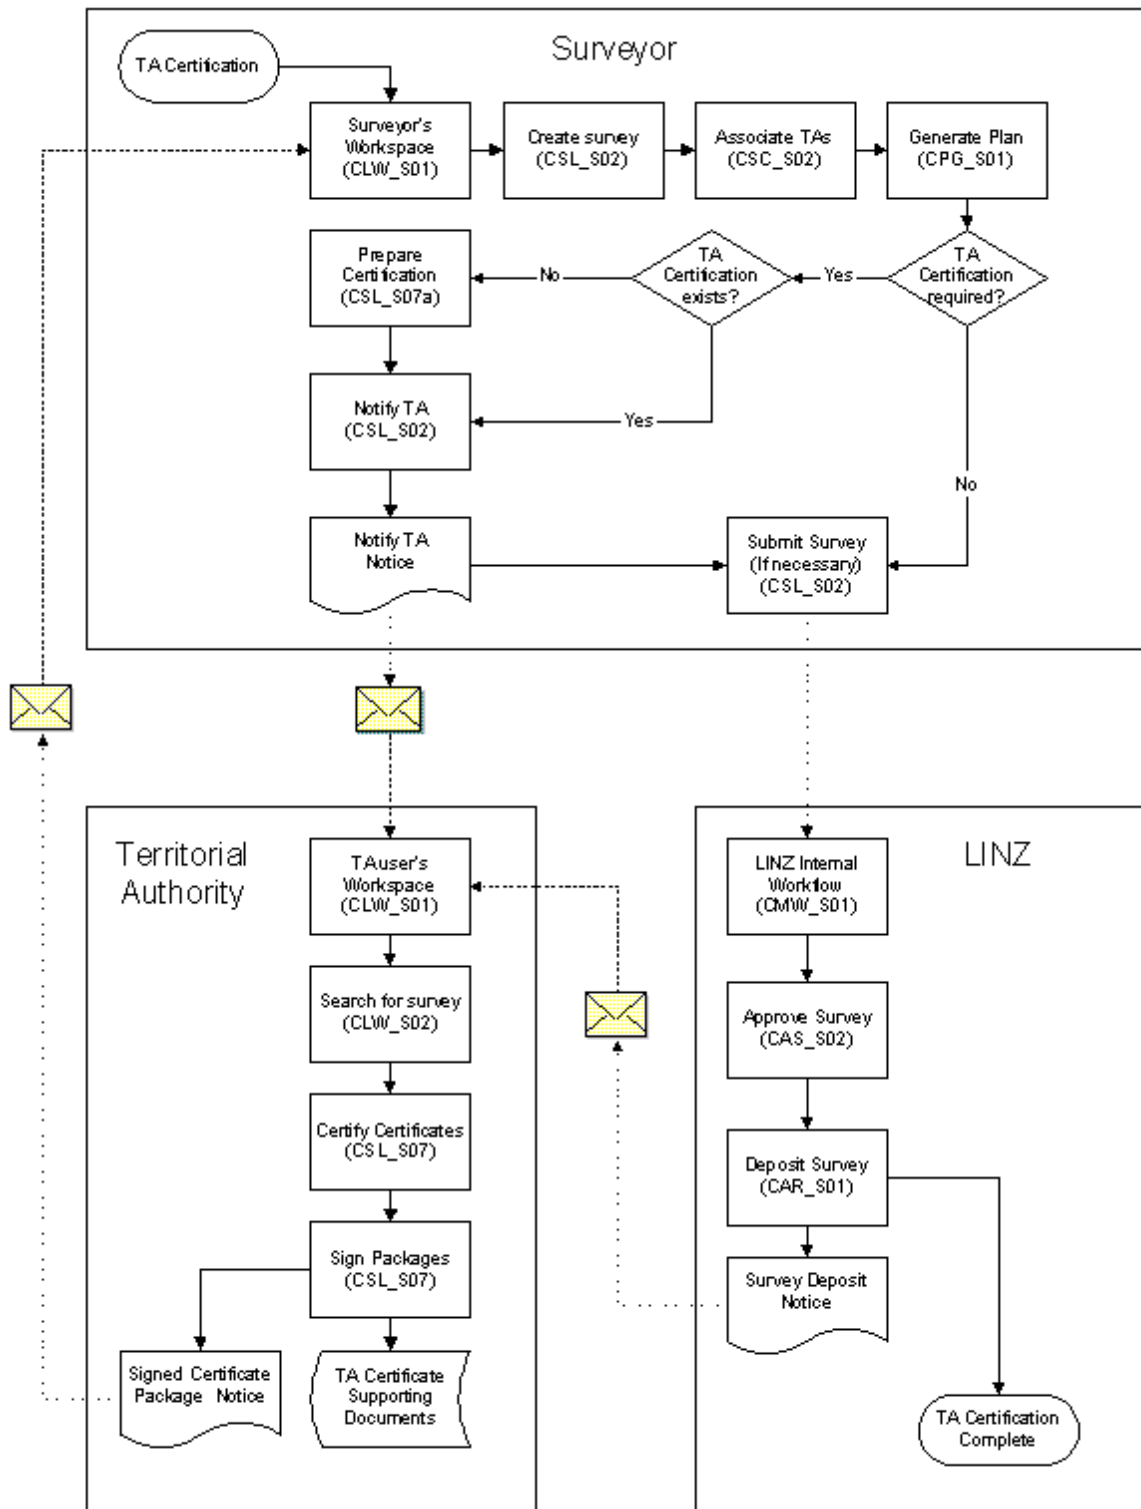 Surveyor
TA Certification
Surveyor's
Workspace
(CLW_S01)
Create survey
(CSL_S02)
Associate TAs
(CSC_S02)
Generate Plan
(CPG_S01)
Prepare
Certification
(CSL_S07a)
No
TA
Certification
exists?
Yes
TA
Certification
required?
Notify TA
(CSL_S02)
Yes
No
Notify TA
Notice
Submit Survey
(If necessary)
(CSL_S02)
Territorial
Authority
TAuser's
Workspace
(CLW_S01)
Search for survey
(CLW_S02)
Certify Certificates
(CSL_S07)
Sign Packages
(CSL_S07)
Signed Certificate
Package Notice
TA Certificate
Supporting
Documents
LINZ
LINZ Internal
Workflow
(CMW_S01)
Approve Survey
(CAS_S02)
Deposit Survey
(CAR_S01)
Survey Deposit
Notice
TA Certification
Complete